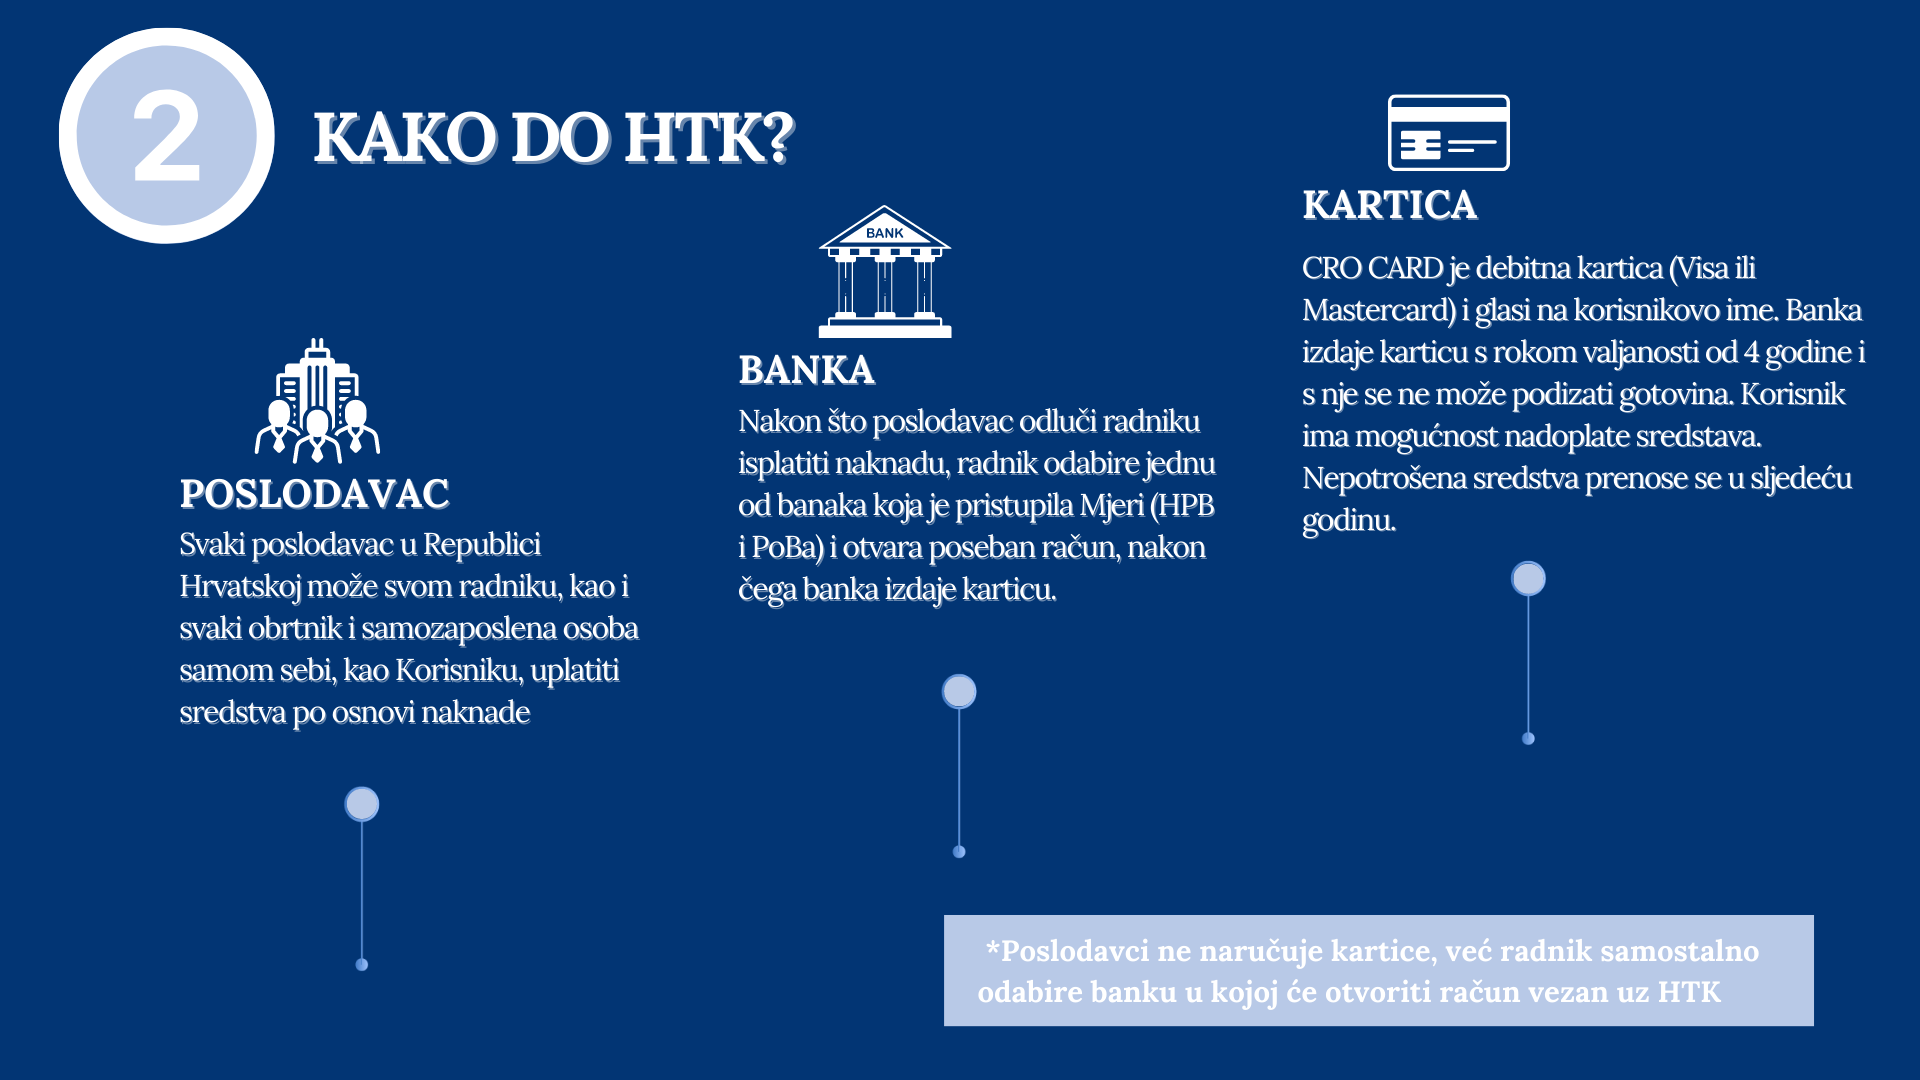 2
KAKO DO HTK?
POSLODAVAC
Svaki poslodavac u Republici
Hrvatskoj može svom radniku, kao i
svaki obrtnik i samozaposlena osoba
samom sebi, kao Korisniku, uplatiti
sredstva po osnovi naknade
BANK
BANKA
Nakon što poslodavac odluči radniku
isplatiti naknadu, radnik odabire jednu
od banaka koja je pristupila Mjeri (HPB
i PoBa) i otvara poseban račun, nakon
čega banka izdaje karticu.
KARTICA
CRO CARD je debitna kartica (Visa ili
Mastercard) i glasi na korisnikovo ime. Banka
izdaje karticu s rokom valjanosti od 4 godine i
s nje se ne može podizati gotovina. Korisnik
ima mogućnost nadoplate sredstava.
Nepotrošena sredstva prenose se u sljedeću
godinu.
*Poslodavci ne naručuje kartice, već radnik samostalno
odabire banku u kojoj će otvoriti račun vezan uz HTK